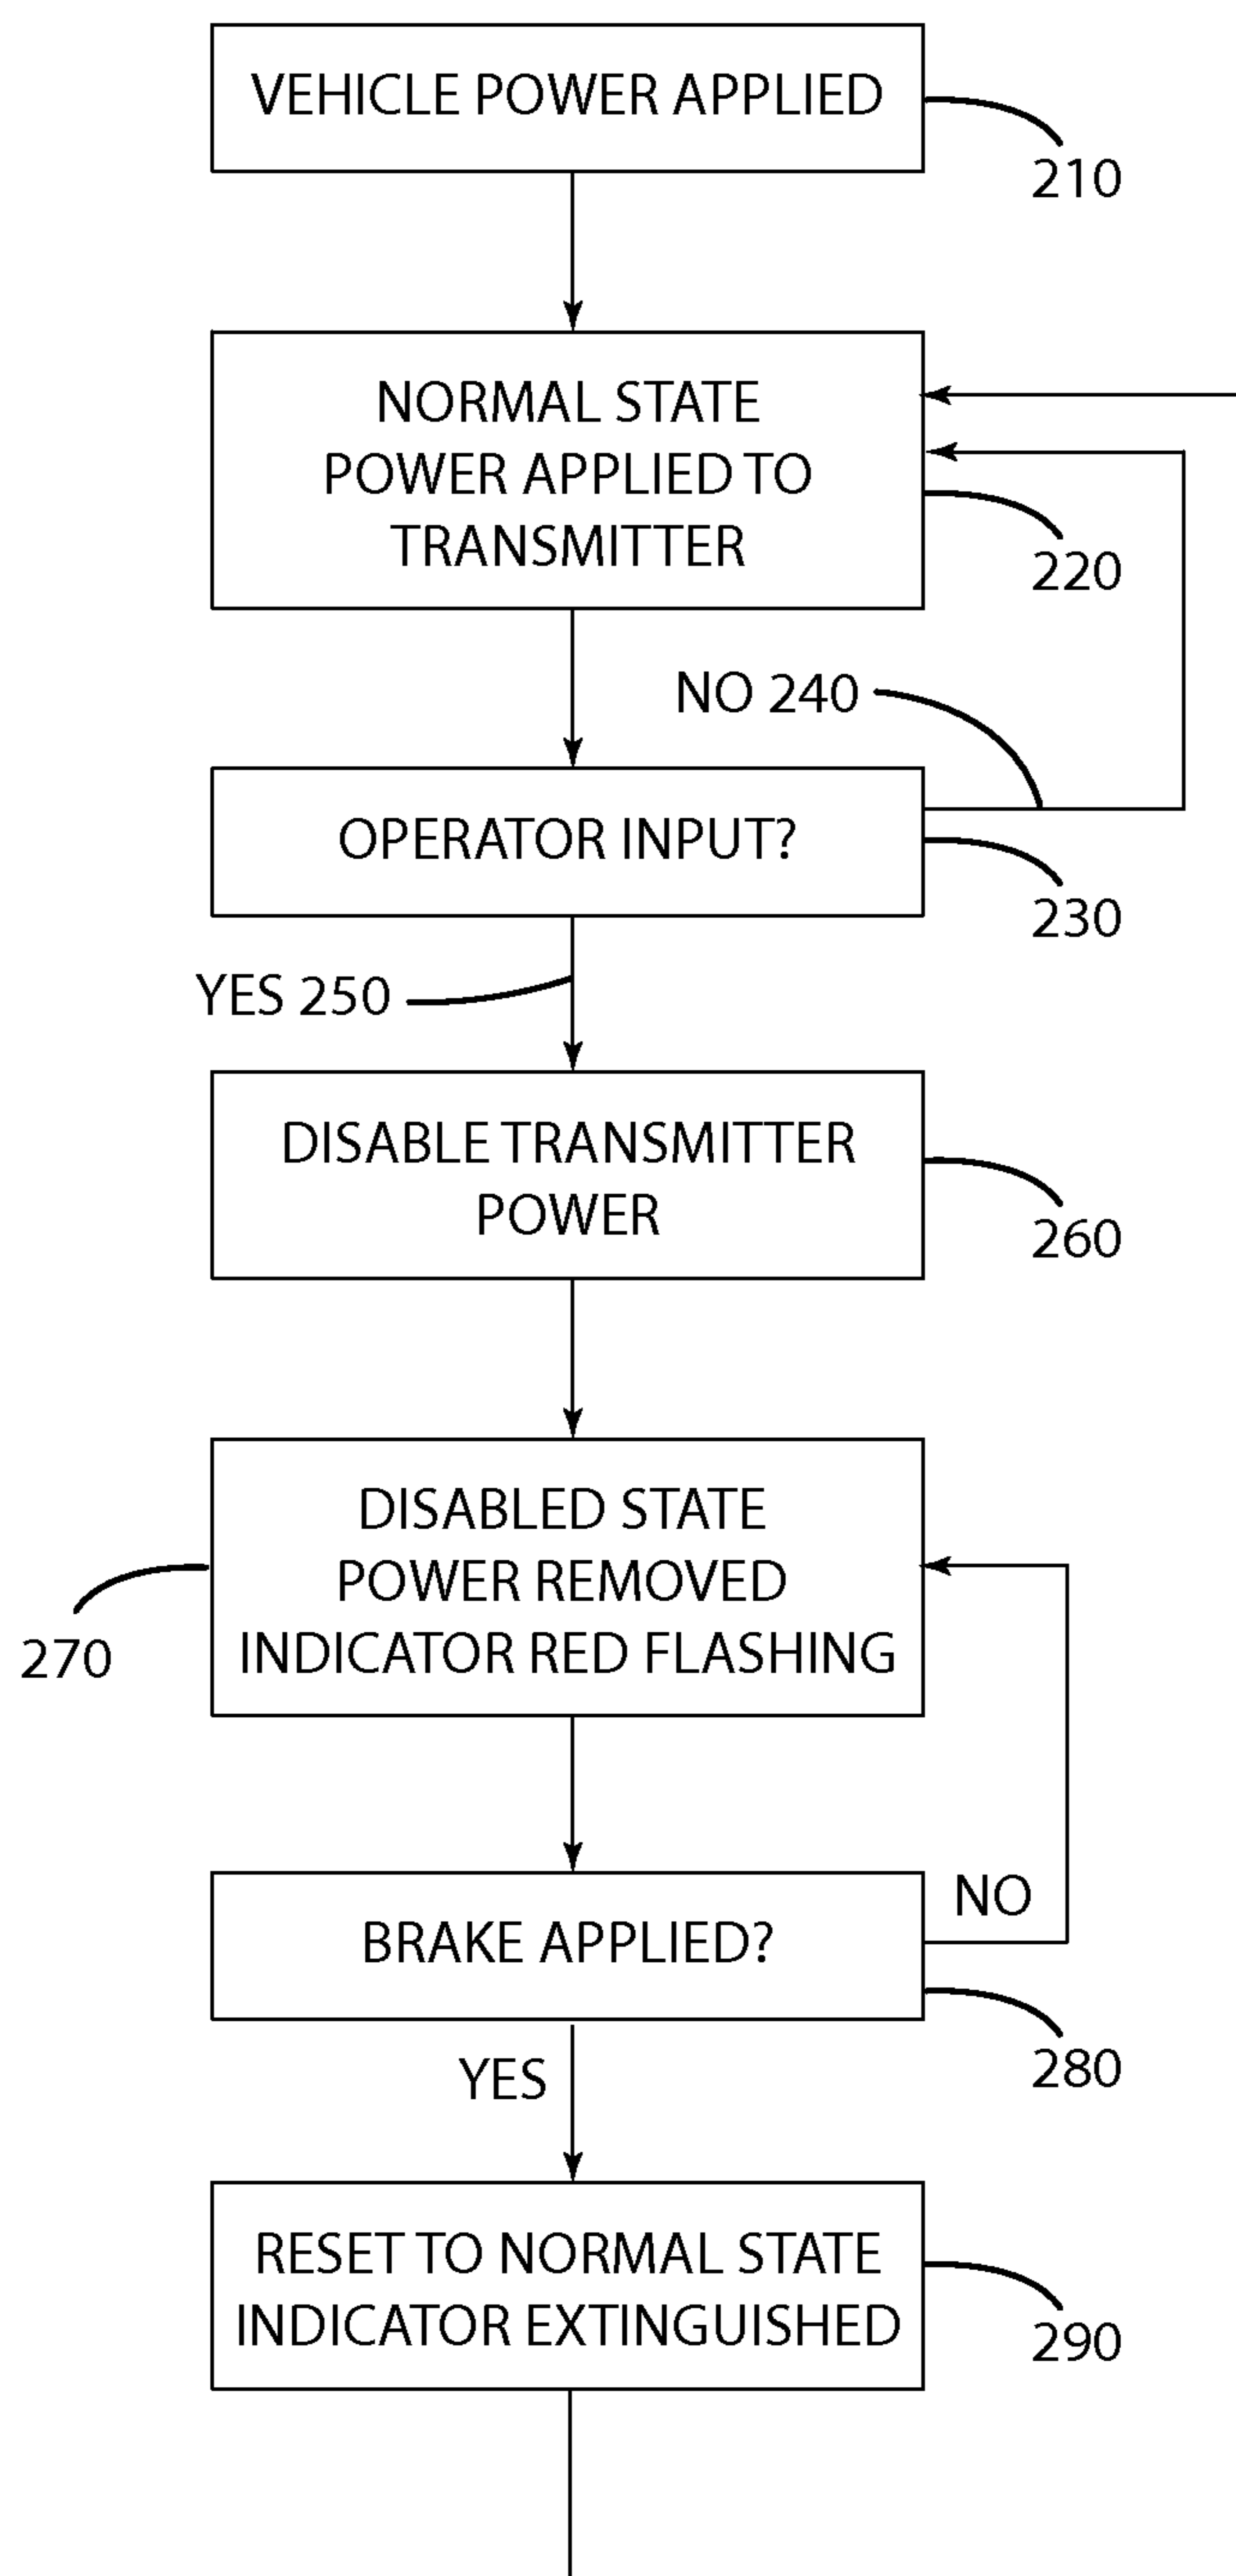 VEHICLE POWER APPLIED
210
NORMAL STATE
POWER APPLIED TO
TRANSMITTER
220
NO 240
OPERATOR INPUT?
230
YES 250
DISABLE TRANSMITTER
POWER
260
DISABLED STATE
POWER REMOVED
INDICATOR RED FLASHING
270
NO
BRAKE APPLIED?
280
YES
RESET TO NORMAL STATE
INDICATOR EXTINGUISHED
290